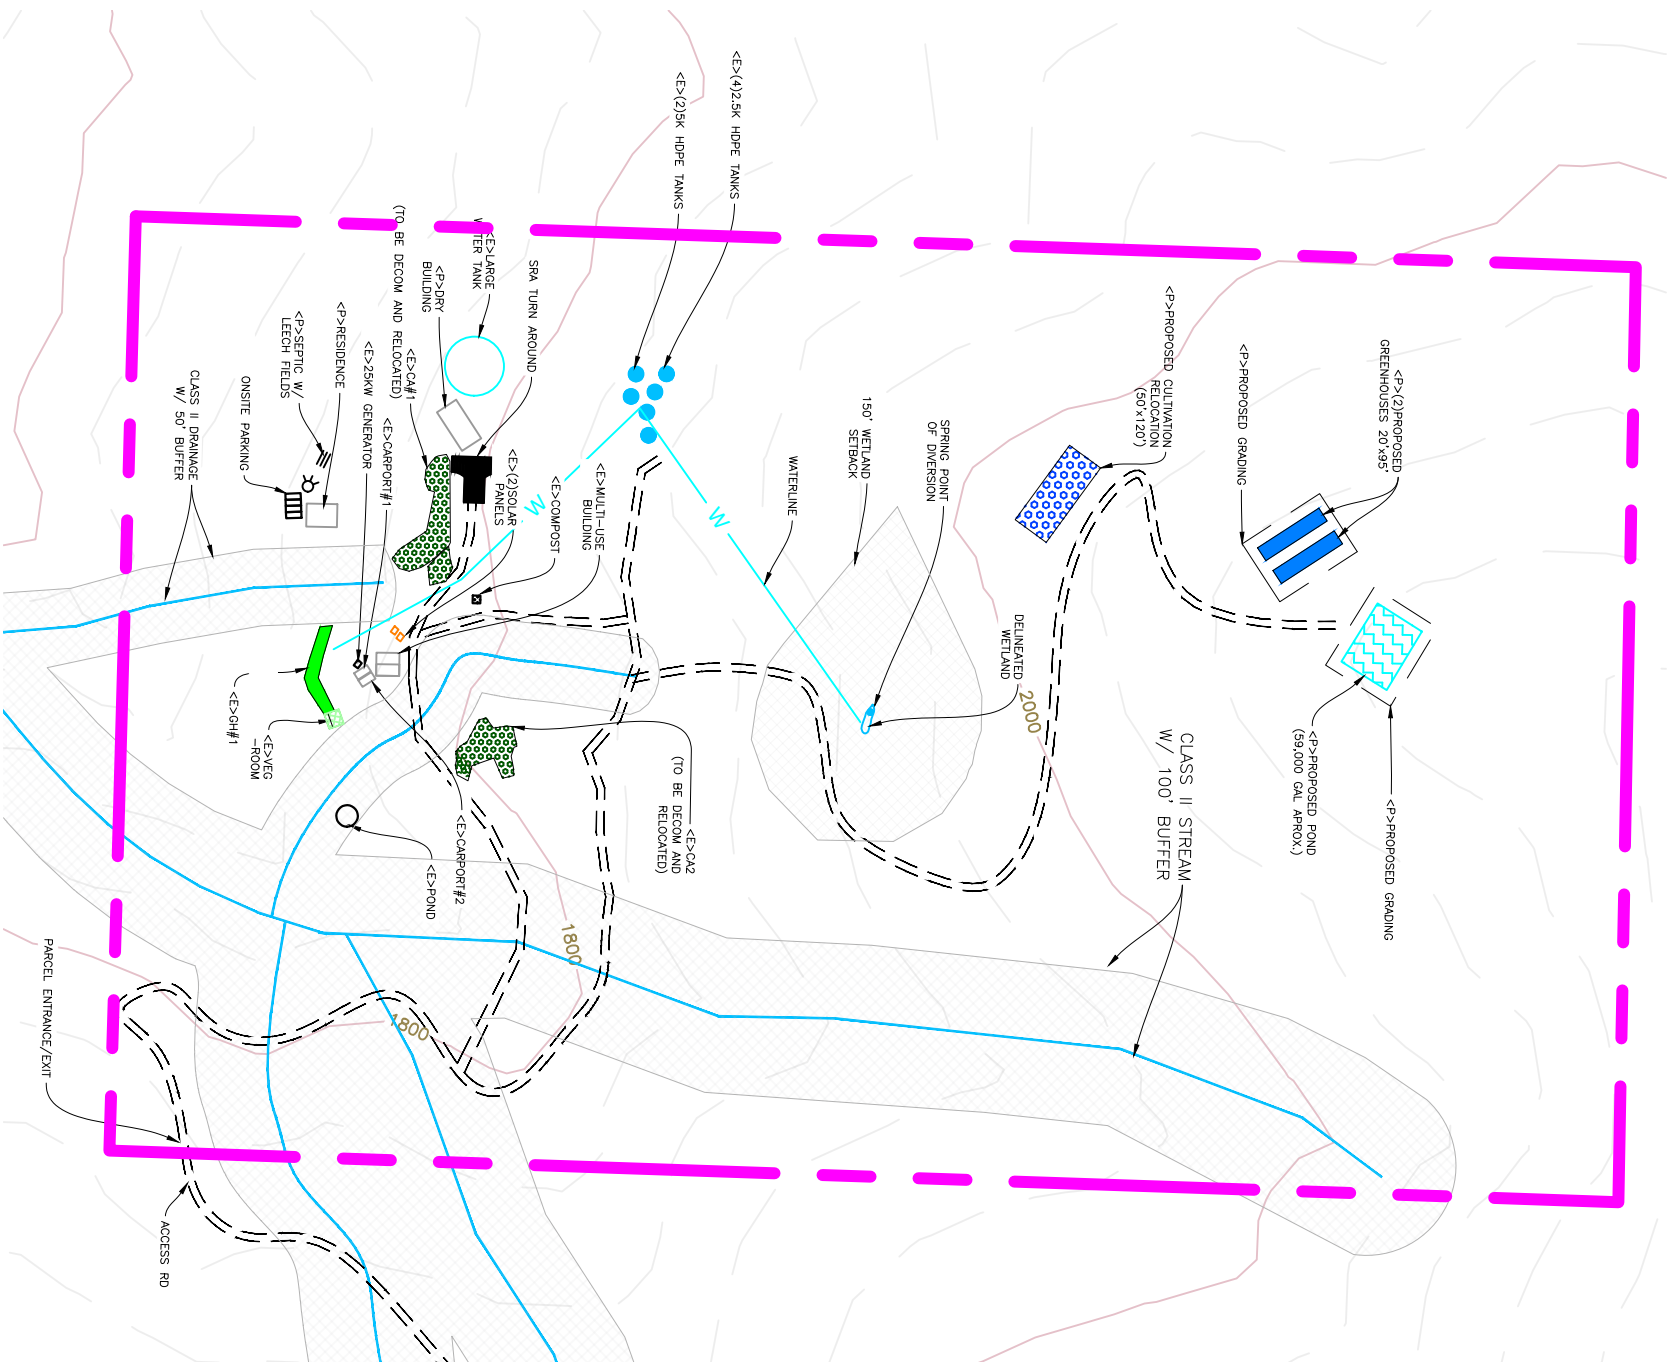 <E>(4)2.5K HDPE TANKS
<E>(2)5K HDPE TANKS
<E>LARGE
WATER TANK
SRA TURN AROUND
<P>DRY
BUILDING
<E>CA#1
(TO BE DECOM AND RELOCATED)
<P>RESIDENCE
<P>SEPTIC W/
LEECH FIELDS
<E>25KW GENERATOR
ONSITE PARKING
CLASS II DRAINAGE
W/ 50' BUFFER
<E>CARPORT#1
<E>(2)SOLAR
PANELS
<E>COMPOST
<E>MULTI-USE
BUILDING
W
W
WATERLINE
150' WETLAND
SETBACK
SPRING POINT
OF DIVERSION
DELINEATED
WETLAND
2000
<P>PROPOSED CULTIVATION
RELOCATION
(50'x120')
<P>PROPOSED GRADING
<P>(2)PROPOSED
GREENHOUSES 20'x95'
<P>PROPOSED POND
(59,000 GAL APROX.)
<P>PROPOSED GRADING
CLASS II STREAM
W/ 100' BUFFER
<E>CA2
(TO BE DECOM AND
RELOCATED)
<E>GH#1
<E>VEG
-ROOM
<E>CARPORT#2
<E>POND
1800
1800
PARCEL ENTRANCE/EXIT
ACCESS RD